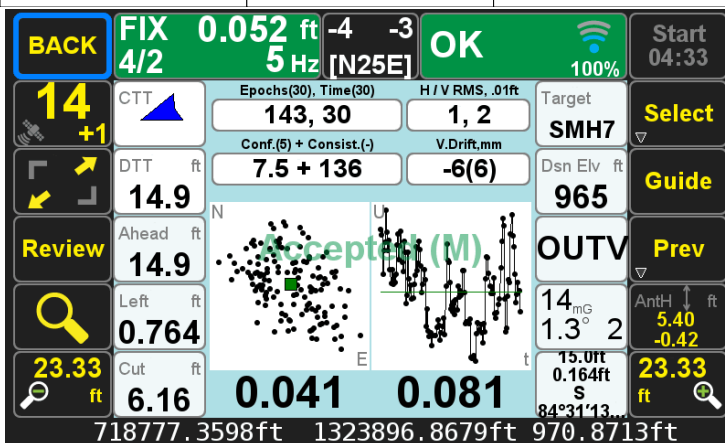 BACK
FIX 0.052 ft
4/2 5 Hz
-4 -3
[N25E]
OK
100%
Start
04:33
14
+1
CTT
Epochs(30), Time(30)
143, 30
H / V RMS, .01ft
1, 2
Target
SMH7
Select
Conf.(5) + Consist.(-)
7.5 + 136
V.Drift,mm
-6(6)
DTT ft
14.9
Dsn Elv ft
965
Guide
Review
Ahead ft
14.9
N
U
Accepted (M)
OUTV
Prev
Left ft
0.764
E
t
14mG
1.3° 2
AntH ft
5.40
-0.42
23.33
ft
Cut ft
6.16
0.041
0.081
15.0ft
0.164ft
S
84°31'13...
23.33
ft
718777.3598ft 1323896.8679ft 970.8713ft